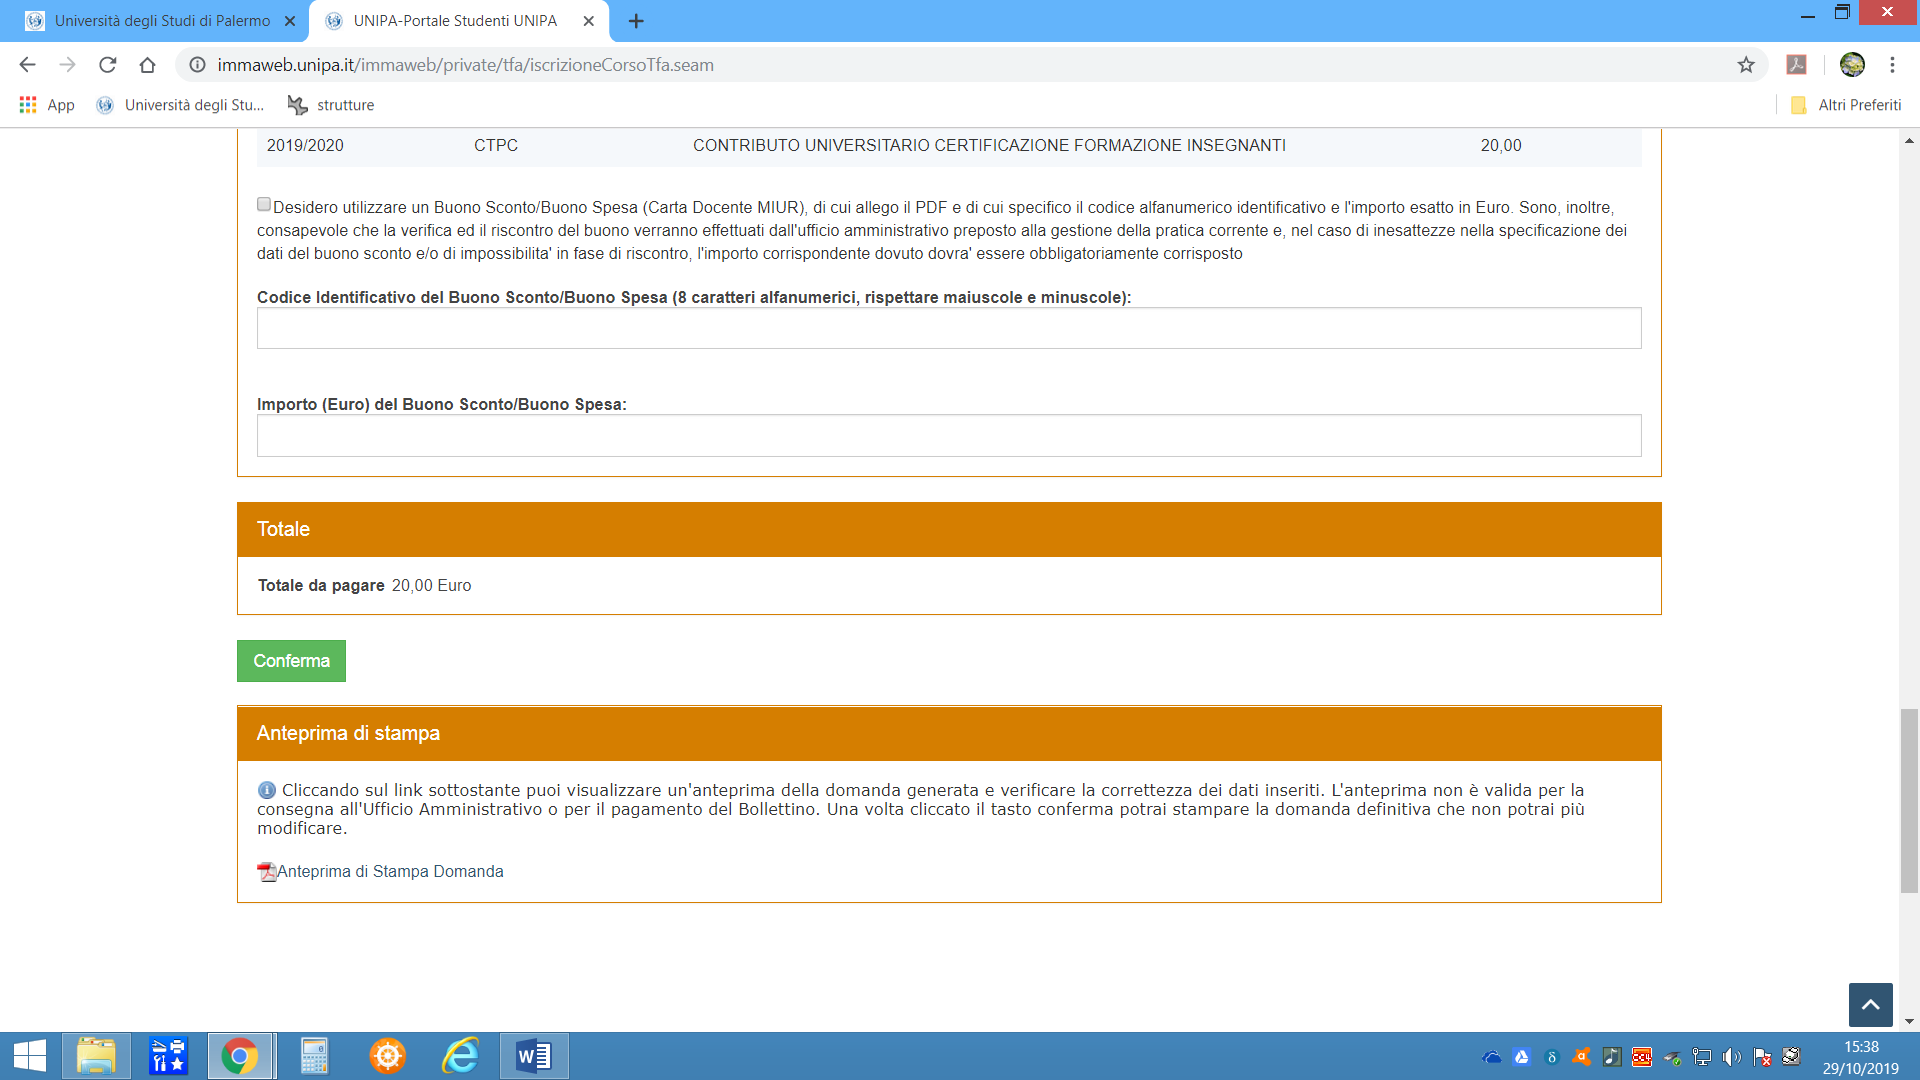 Università degli Studi di Palermo
UNIPA-Portale Studenti UNIPA
immaweb.unipa.it/immaweb/private/tfa/iscrizioneCorsoTfa.seam
App
Università degli Stu...
strutture
Altri Preferiti
2019/2020 CTPC CONTRIBUTO UNIVERSITARIO CERTIFICAZIONE FORMAZIONE INSEGNANTI 20,00
Desidero utilizzare un Buono Sconto/Buono Spesa (Carta Docente MIUR), di cui allego il PDF e di cui specifico il codice alfanumerico identificativo e l'importo esatto in Euro. Sono, inoltre,
consapevole che la verifica ed il riscontro del buono verranno effettuati dall'ufficio amministrativo preposto alla gestione della pratica corrente e, nel caso di inesattezze nella specificazione dei
dati del buono sconto e/o di impossibilita' in fase di riscontro, l'importo corrispondente dovuto dovra' essere obbligatoriamente corrisposto
Codice Identificativo del Buono Sconto/Buono Spesa (8 caratteri alfanumerici, rispettare maiuscole e minuscole):
Importo (Euro) del Buono Sconto/Buono Spesa:
Totale
Totale da pagare 20,00 Euro
Conferma
Anteprima di stampa
Cliccando sul link sottostante puoi visualizzare un'anteprima della domanda generata e verificare la correttezza dei dati inseriti. L'anteprima non è valida per la
consegna all'Ufficio Amministrativo o per il pagamento del Bollettino. Una volta cliccato il tasto conferma potrai stampare la domanda definitiva che non potrai più
modificare.
Anteprima di Stampa Domanda
15:38
29/10/2019